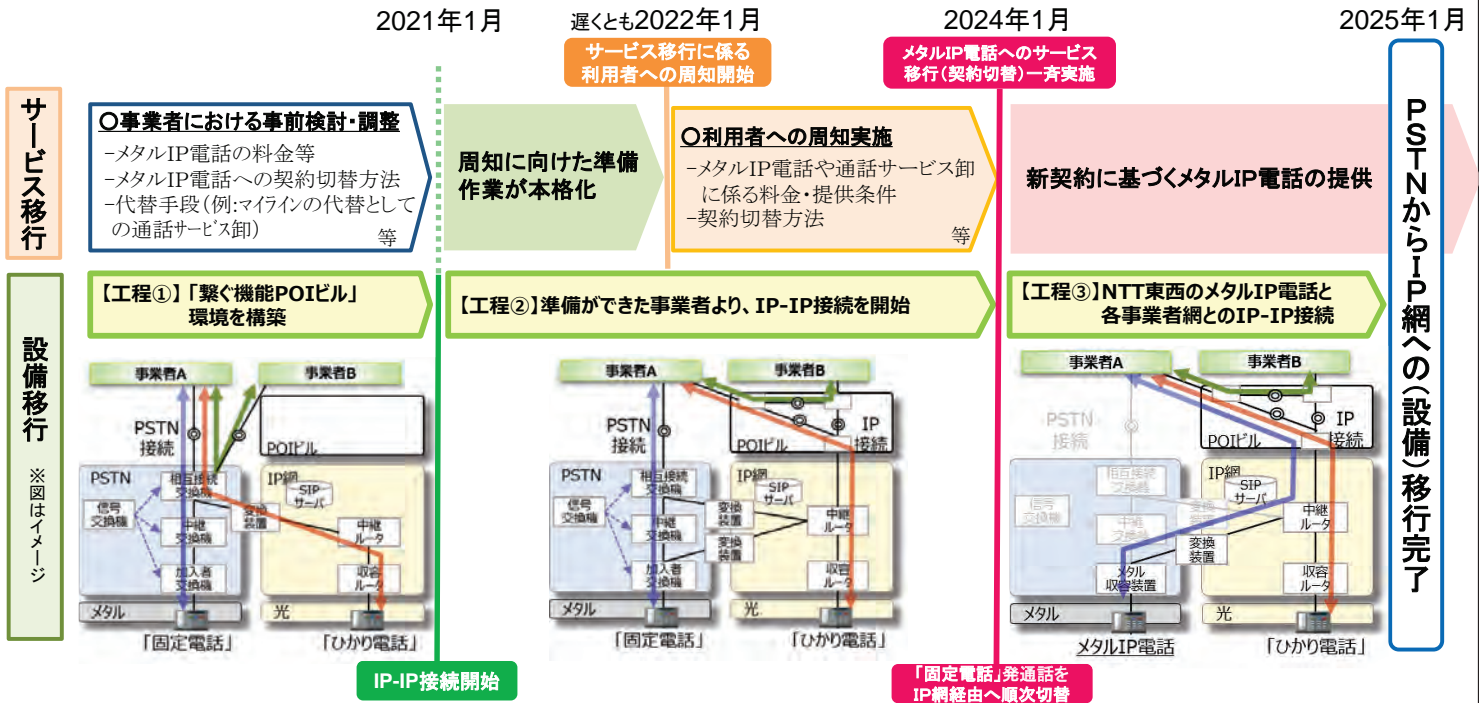 2021年1月
遅くとも2022年1月
2024年1月
2025年1月
サービス移行に係る
利用者への周知開始
メタルIP電話へのサービス
移行(契約切替)一斉実施
サービス移行
〇事業者における事前検討・調整
-メタルIP電話の料金等
-メタルIP電話への契約切替方法
-代替手段(例:マイラインの代替として
の通話サービス卸)
等
周知に向けた準備
作業が本格化
〇利用者への周知実施
-メタルIP電話や通話サービス卸
に係る料金・提供条件
-契約切替方法
等
新契約に基づくメタルIP電話の提供
PSTNからIP網への(設備)移行完了
設備移行
※図はイメージ
【工程①】「繋ぐ機能POIビル」
環境を構築
【工程②】準備ができた事業者より、IP-IP接続を開始
【工程③】NTT東西のメタルIP電話と
各事業者網とのIP-IP接続
事業者A
事業者B
PSTN
接続
POIビル
PSTN
相互接続
交換機
信号
交換機
中継
交換機
加入者
交換機
変換
装置
IP網
SIP
サーバ
中継
ルータ
収容
ルータ
メタル
光
「固定電話」
「ひかり電話」
事業者A
事業者B
PSTN
接続
IP
接続
POIビル
PSTN
相互接続
交換機
信号
交換機
中継
交換機
加入者
交換機
変換
装置
変換
装置
IP網
SIP
サーバ
中継
ルータ
収容
ルータ
メタル
光
「固定電話」
「ひかり電話」
事業者A
事業者B
PSTN
接続
IP
接続
POIビル
PSTN
相互接続
交換機
信号
交換機
中継
交換機
変換
装置
変換
装置
メタル
収容装置
IP網
SIP
サーバ
中継
ルータ
収容
ルータ
メタル
光
メタルIP電話
「ひかり電話」
IP-IP接続開始
「固定電話」発通話を
IP網経由へ順次切替